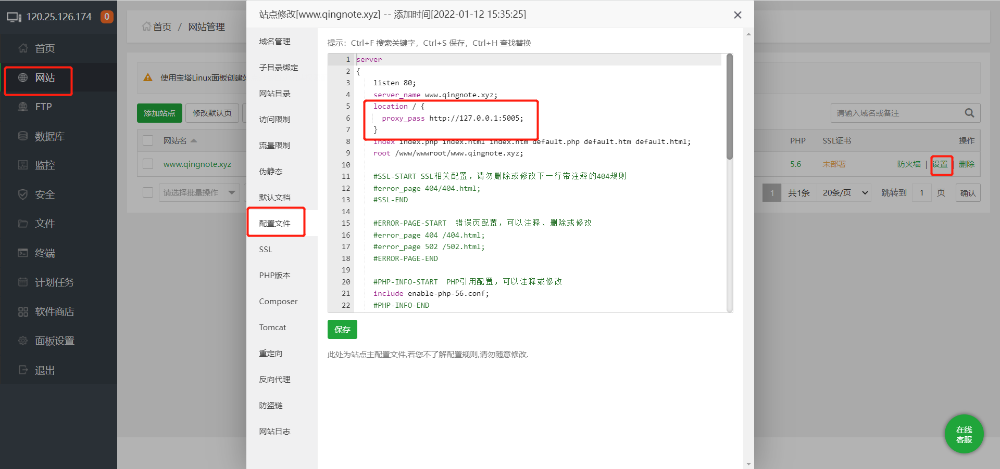 120.25.126.174 0
首页
网站
FTP
数据库
监控
安全
文件
终端
计划任务
软件商店
面板设置
退出
首页 / 网站管理
使用宝塔Linux面板创建站
添加站点 修改默认页
网站名
www.qingnote.xyz
请选择批量操作
站点修改[www.qingnote.xyz] -- 添加时间[2022-01-12 15:35:25]
域名管理
子目录绑定
网站目录
访问限制
流量限制
伪静态
默认文档
配置文件
SSL
PHP版本
Composer
Tomcat
重定向
反向代理
防盗链
网站日志
提示：Ctrl+F 搜索关键字，Ctrl+S 保存，Ctrl+H 查找替换
1 server
2 {
3 listen 80;
4 server_name www.qingnote.xyz;
5 location / {
6 proxy_pass http://127.0.0.1:5005;
7 }
8 index index.php index.html index.htm default.php default.htm default.html;
9 root /www/wwwroot/www.qingnote.xyz;
10
11 #SSL-START SSL相关配置，请勿删除或修改下一行带注释的404规则
12 #error_page 404/404.html;
13 #SSL-END
14
15 #ERROR-PAGE-START 错误页配置，可以注释、删除或修改
16 #error_page 404 /404.html;
17 #error_page 502 /502.html;
18 #ERROR-PAGE-END
19
20 #PHP-INFO-START PHP引用配置，可以注释或修改
21 include enable-php-56.conf;
22 #PHP-INFO-END
保存
此处为站点主配置文件,若您不了解配置规则,请勿随意修改.
请输入域名或备注
PHP SSL证书 操作
5.6 未部署 防火墙 | 设置 | 删除
1 共1条 20条/页 跳转到 1 页 确认
在线
客服